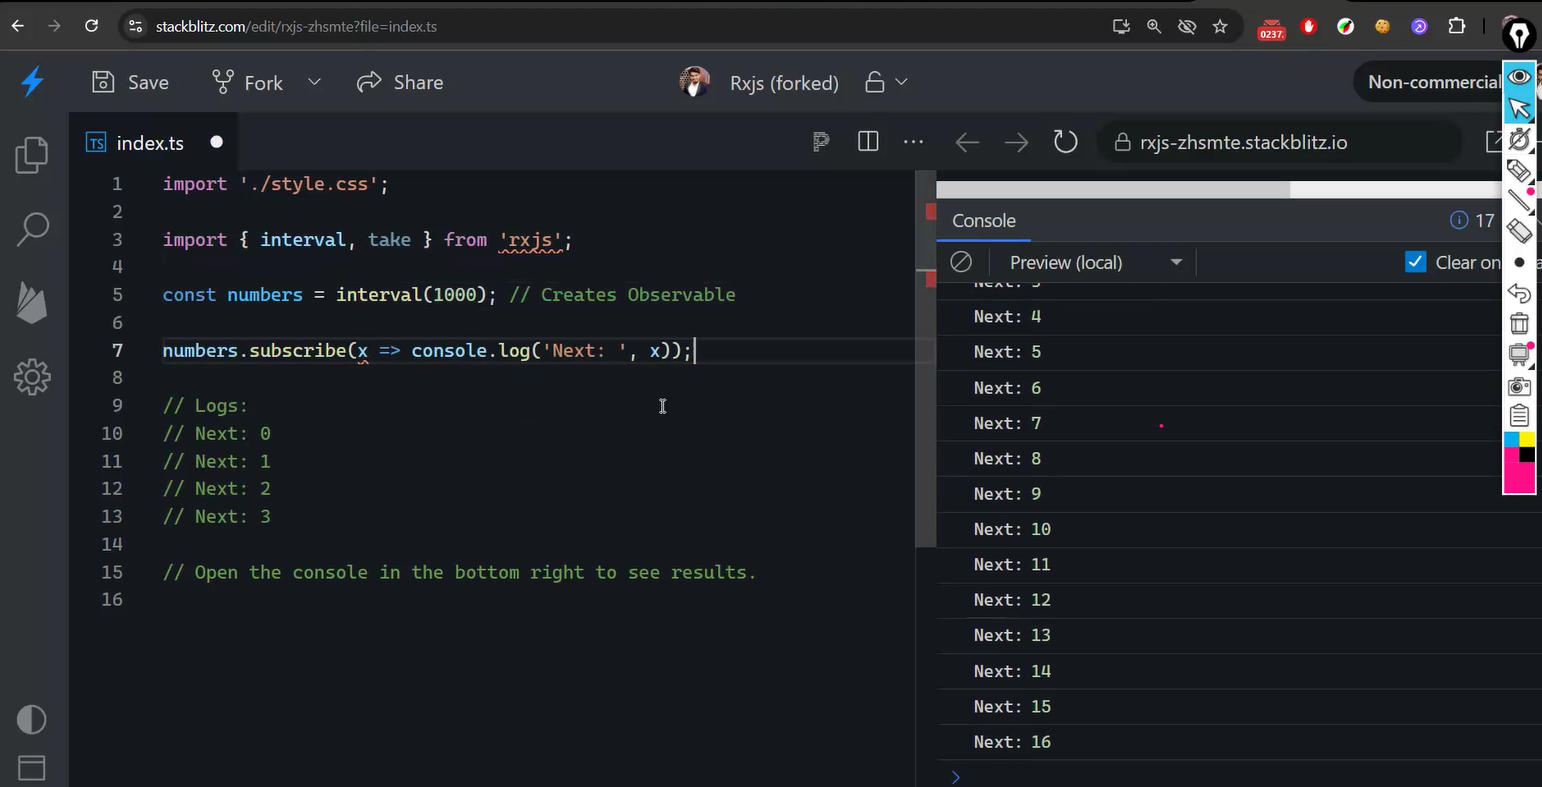 stackblitz.com/edit/rxjs-zhsmte?file=index.ts
0237.
Save Fork Share Rxjs (forked) Non-commercial
TS index.ts rxjs-zhsmte.stackblitz.io
1 import './style.css';
2
3 import { interval, take } from 'rxjs';
4
5 const numbers = interval(1000); // Creates Observable
6
7 numbers.subscribe(x => console.log('Next: ', x));
8
9 // Logs:
10 // Next: 0
11 // Next: 1
12 // Next: 2
13 // Next: 3
14
15 // Open the console in the bottom right to see results.
16
Console 17
Preview (local) Clear on
Next: 4
Next: 5
Next: 6
Next: 7
Next: 8
Next: 9
Next: 10
Next: 11
Next: 12
Next: 13
Next: 14
Next: 15
Next: 16